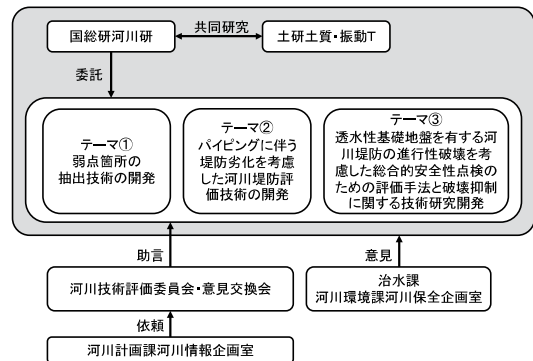 国総研河川研
共同研究
土研土質・振動T
委託
テーマ①
弱点箇所の
抽出技術の開発
テーマ②
パイピングに伴う
堤防劣化を考慮
した河川堤防評
価技術の開発
テーマ③
透水性基礎地盤を有する河
川堤防の進行性破壊を考
慮した総合的安全性点検の
ための評価手法と破壊抑制
に関する技術研究開発
助言
意見
河川技術評価委員会・意見交換会
治水課
河川環境課河川保全企画室
依頼
河川計画課河川情報企画室